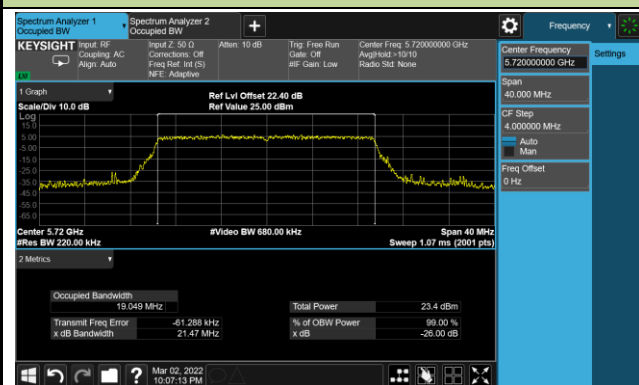 Spectrum Analyzer 1
Occupied BW
Spectrum Analyzer 2
Occupied BW
+
Frequency
KEYSIGHT
Input: RF
Coupling: AC
Align: Auto
Input Z: 50 Ω
Corrections: Off
Freq Ref: Int (S)
NFE: Adaptive
Atten: 10 dB
Trig: Free Run
Gate: Off
#IF Gain: Low
Center Freq: 5.720000000 GHz
Avg|Hold:>10/10
Radio Std: None
Center Frequency
5.720000000 GHz
Settings
Span
40.000 MHz
CF Step
4.000000 MHz
Auto
Man
Freq Offset
0 Hz
1 Graph
Scale/Div 10.0 dB
Ref Lvl Offset 22.40 dB
Ref Value 25.00 dBm
Log
15.0
5.00
-5.00
-15.0
-25.0
-35.0
-45.0
-55.0
-65.0
Center 5.72 GHz
#Res BW 220.00 kHz
#Video BW 680.00 kHz
Span 40 MHz
Sweep 1.07 ms (2001 pts)
2 Metrics
Occupied Bandwidth
19.049 MHz
Total Power 23.4 dBm
Transmit Freq Error -61.288 kHz
% of OBW Power 99.00 %
x dB Bandwidth 21.47 MHz
x dB -26.00 dB
?
Mar 02, 2022
10:07:13 PM